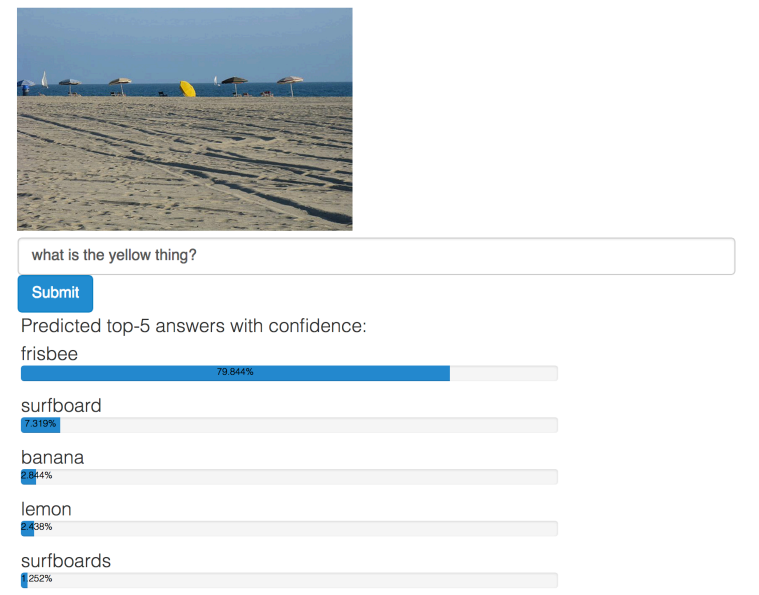 what is the yellow thing?
Submit
Predicted top-5 answers with confidence:
frisbee
79.844%
surfboard
7.319%
banana
2.844%
lemon
2.438%
surfboards
1.252%